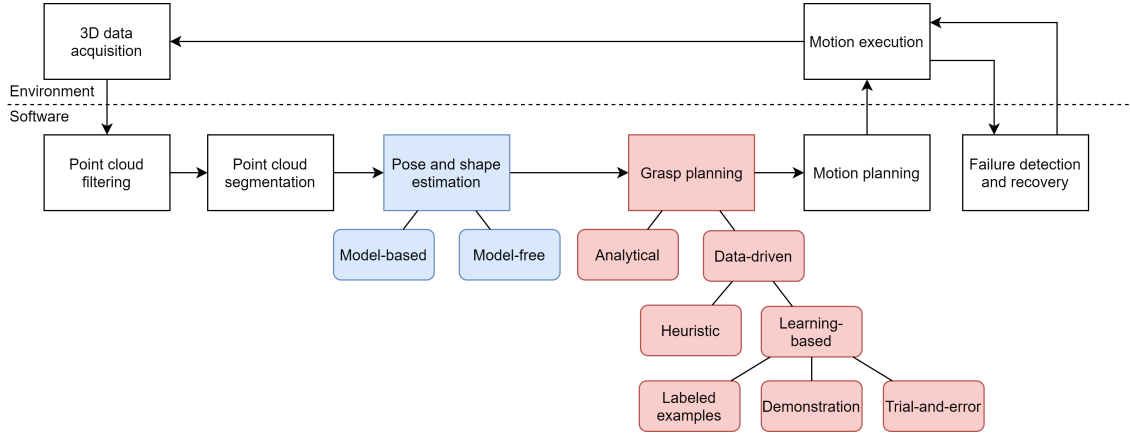 3D data
acquisition
Motion execution
Environment
Software
Point cloud
filtering
Point cloud
segmentation
Pose and shape
estimation
Grasp planning
Motion planning
Failure detection
and recovery
Model-based
Model-free
Analytical
Data-driven
Heuristic
Learning-
based
Labeled
examples
Demonstration
Trial-and-error